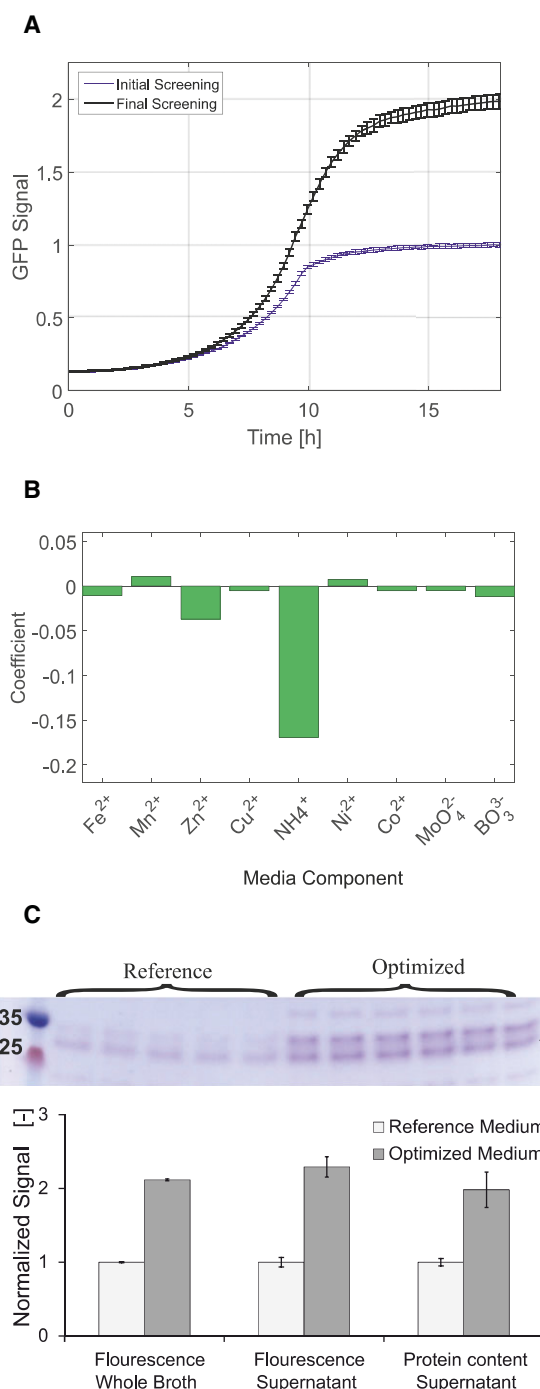 A
Initial Screening
Final Screening
2
1.5
1
0.5
0
GFP Signal
0 5 10 15
Time [h]
B
0.05
0
-0.05
-0.1
-0.15
-0.2
Coefficient
Fe2+ Mn2+ Zn2+ Cu2+ NH4+ Ni2+ Co2+ MoO42- BO33-
Media Component
C
Reference Optimized
35
25
3
2
1
0
Normalized Signal [-]
Reference Medium
Optimized Medium
Flourescence Whole Broth
Flourescence Supernatant
Protein content Supernatant